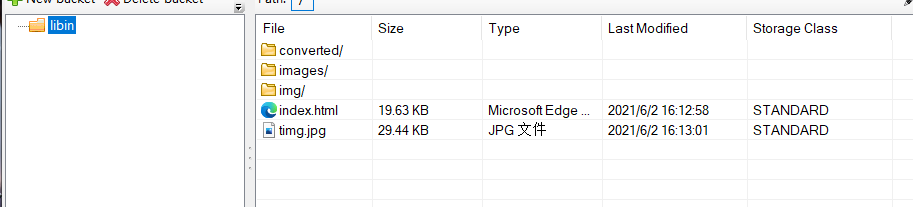 New Bucket Delete Bucket
Path: /
libin
File Size Type Last Modified Storage Class
converted/
images/
img/
index.html 19.63 KB Microsoft Edge ... 2021/6/2 16:12:58 STANDARD
timg.jpg 29.44 KB JPG 文件 2021/6/2 16:13:01 STANDARD